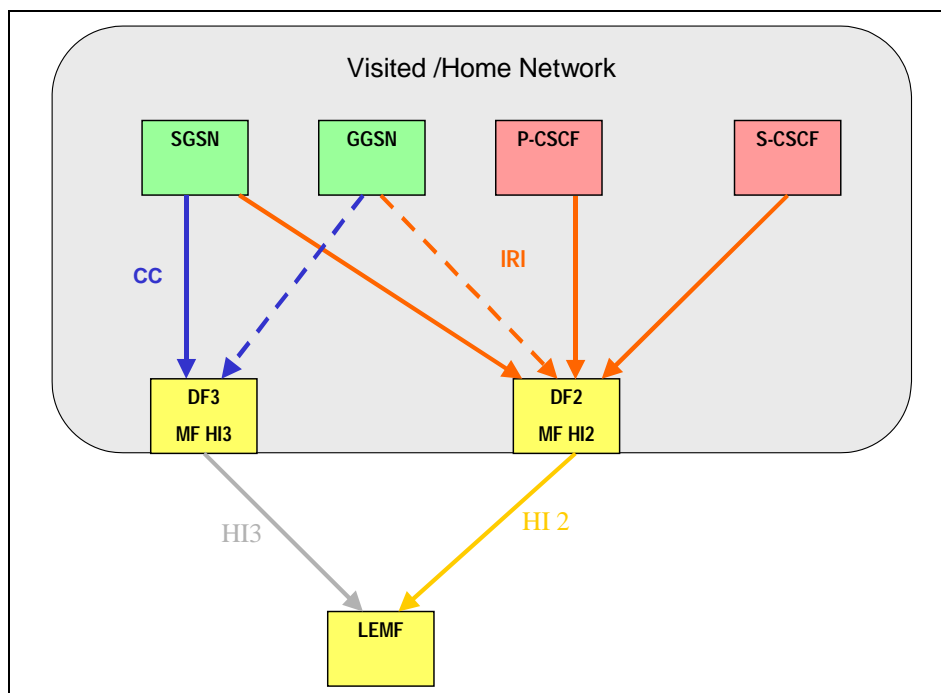 Visited /Home Network
SGSN
GGSN
P-CSCF
S-CSCF
CC
IRI
DF3
MF HI3
DF2
MF HI2
HI3
HI 2
LEMF